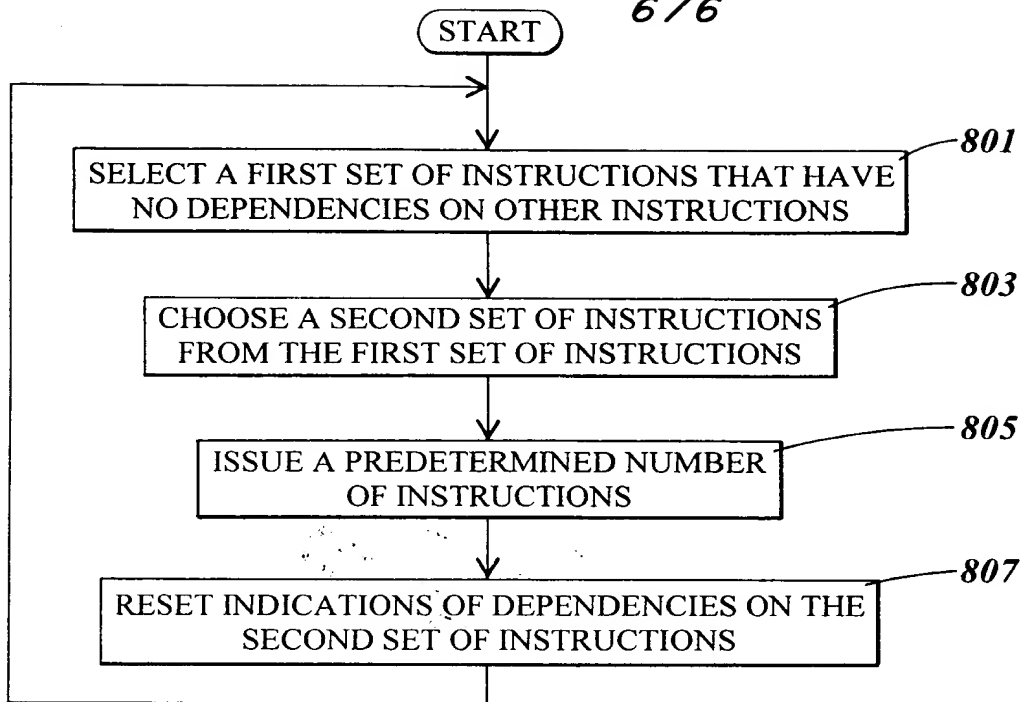 6/6
START
SELECT A FIRST SET OF INSTRUCTIONS THAT HAVE
NO DEPENDENCIES ON OTHER INSTRUCTIONS
801
CHOOSE A SECOND SET OF INSTRUCTIONS
FROM THE FIRST SET OF INSTRUCTIONS
803
ISSUE A PREDETERMINED NUMBER
OF INSTRUCTIONS
805
RESET INDICATIONS OF DEPENDENCIES ON THE
SECOND SET OF INSTRUCTIONS
807